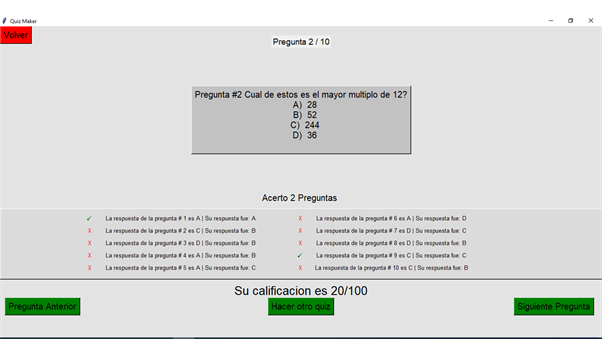 Quiz Maker
Volver
Pregunta 2 / 10
Pregunta #2 Cual de estos es el mayor multiplo de 12?
A) 28
B) 52
C) 244
D) 36
Acerto 2 Preguntas
✓ La respuesta de la pregunta # 1 es A | Su respuesta fue: A
X La respuesta de la pregunta # 2 es C | Su respuesta fue: B
X La respuesta de la pregunta # 3 es D | Su respuesta fue: B
X La respuesta de la pregunta # 4 es A | Su respuesta fue: B
X La respuesta de la pregunta # 5 es A | Su respuesta fue: C
X La respuesta de la pregunta # 6 es A | Su respuesta fue: D
X La respuesta de la pregunta # 7 es D | Su respuesta fue: C
X La respuesta de la pregunta # 8 es D | Su respuesta fue: B
✓ La respuesta de la pregunta # 9 es C | Su respuesta fue: C
X La respuesta de la pregunta # 10 es C | Su respuesta fue: B
Su calificacion es 20/100
Pregunta Anterior
Hacer otro quiz
Siguiente Pregunta